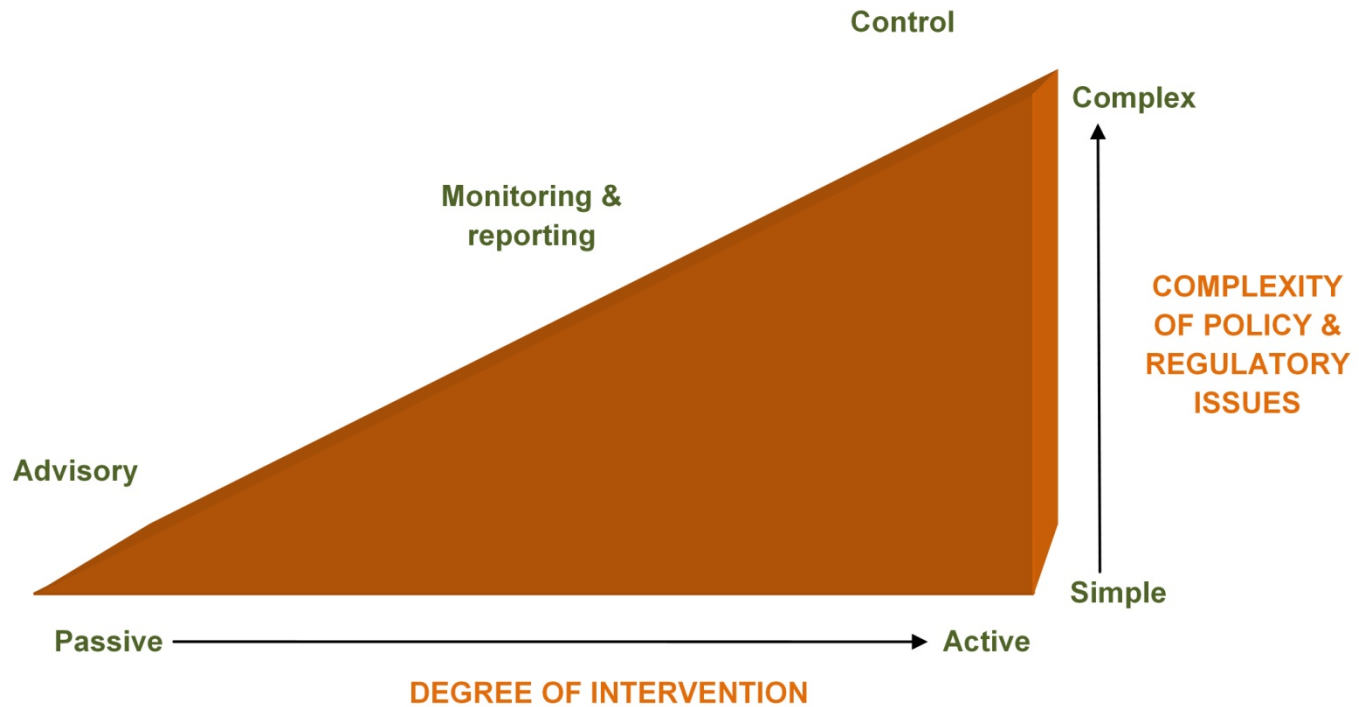 Control
Complex
Monitoring &
reporting
COMPLEXITY
OF POLICY &
REGULATORY
ISSUES
Advisory
Simple
Passive
Active
DEGREE OF INTERVENTION